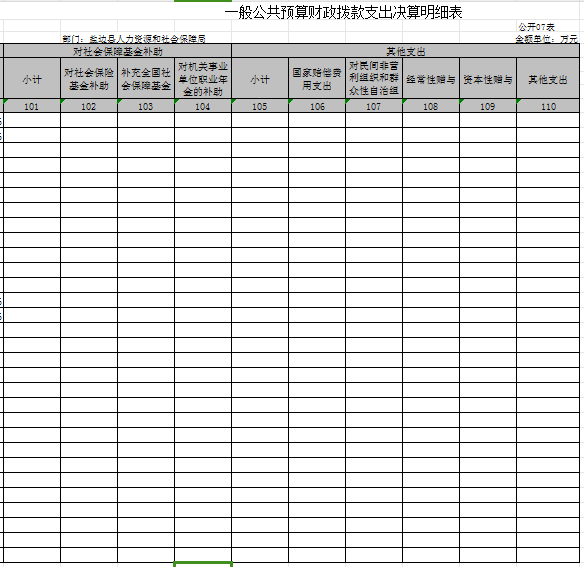 一般公共预算财政拨款支出决算明细表
公开07表
部门：盐边县人力资源和社会保障局 金额单位：万元
对社会保障基金补助 其他支出
小计 对社会保险基金补助 补充全国社会保障基金 对机关事业单位职业年金的补助 小计 国家赔偿费用支出 对民间非营利组织和群众性自治组 经常性赠与 资本性赠与 其他支出
101 102 103 104 105 106 107 108 109 110